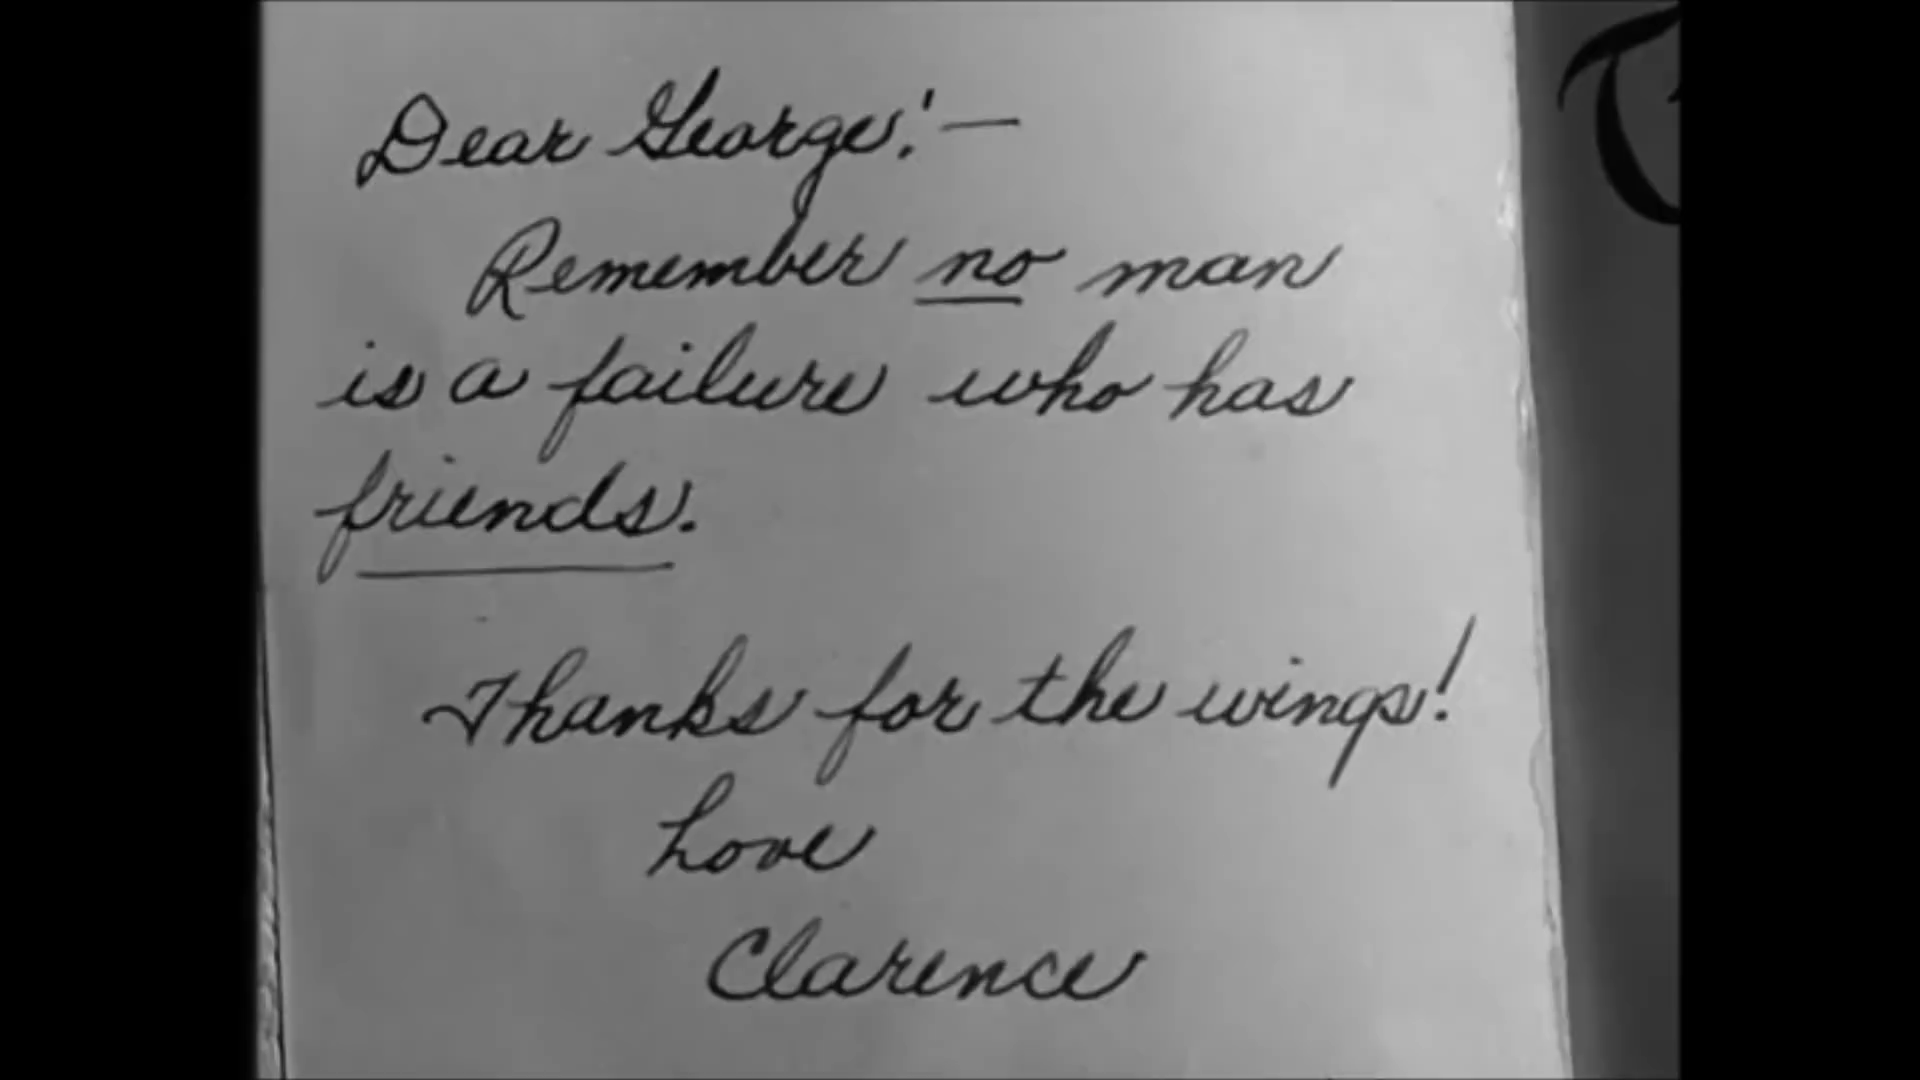 Dear George:—
Remember no man
is a failure who has
friends.
Thanks for the wings!
Love
Clarence